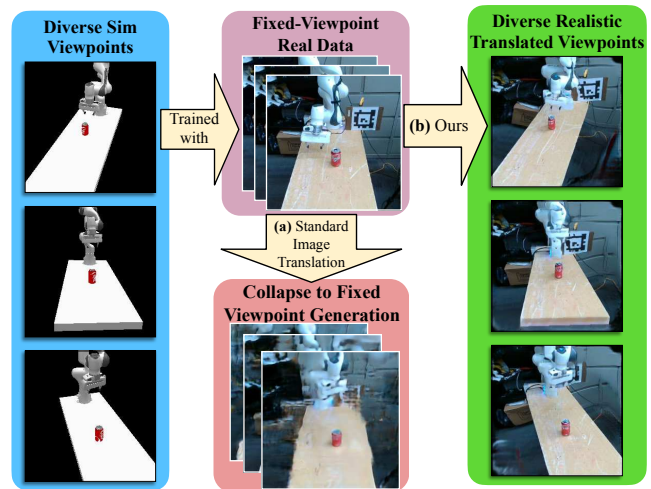 Diverse Sim
Viewpoints
Fixed-Viewpoint
Real Data
Diverse Realistic
Translated Viewpoints
Trained
with
(b) Ours
(a) Standard
Image
Translation
Collapse to Fixed
Viewpoint Generation